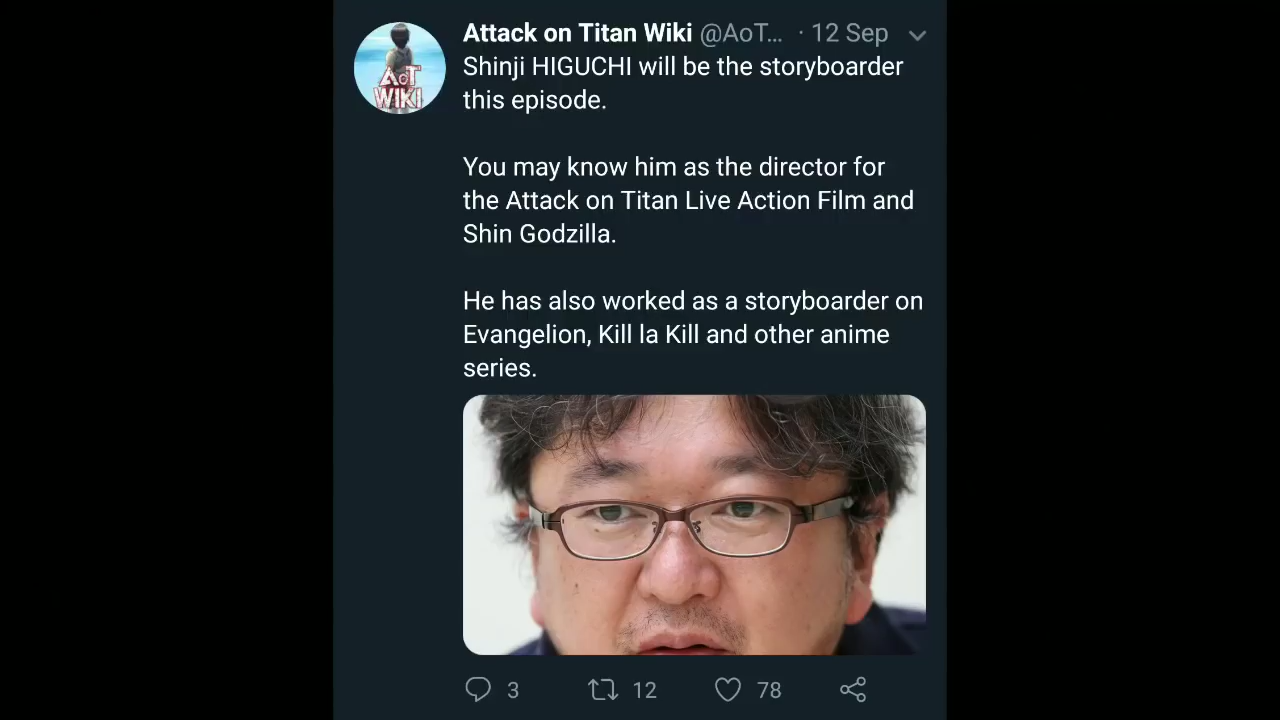 Attack on Titan Wiki @AoT... · 12 Sep
Shinji HIGUCHI will be the storyboarder
this episode.
You may know him as the director for
the Attack on Titan Live Action Film and
Shin Godzilla.
He has also worked as a storyboarder on
Evangelion, Kill la Kill and other anime
series.
AoT
WIKI
3 12 78